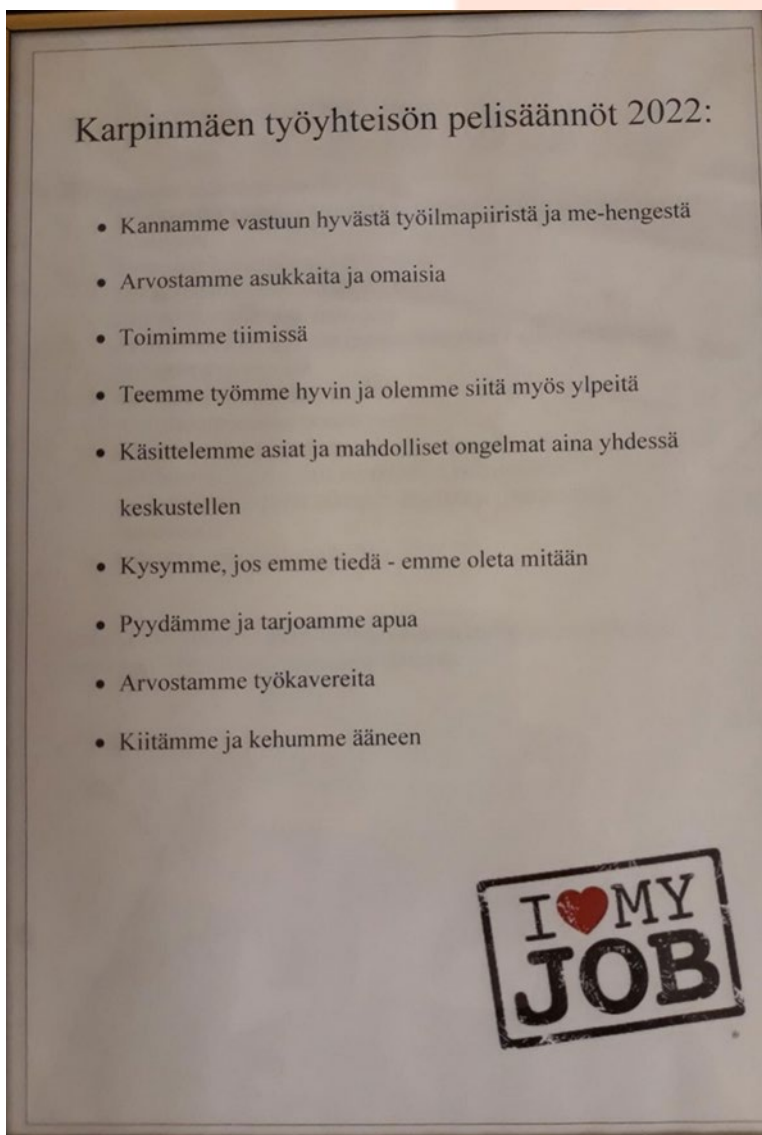 Karpinmäen työyhteisön pelisäännöt 2022:
• Kannamme vastuun hyvästä työilmapiiristä ja me-hengestä
• Arvostamme asukkaita ja omaisia
• Toimimme tiimissä
• Teemme työmme hyvin ja olemme siitä myös ylpeitä
• Käsittelemme asiat ja mahdolliset ongelmat aina yhdessä
keskustellen
• Kysymme, jos emme tiedä - emme oleta mitään
• Pyydämme ja tarjoamme apua
• Arvostamme työkavereita
• Kiitämme ja kehumme ääneen
I ❤ MY
JOB